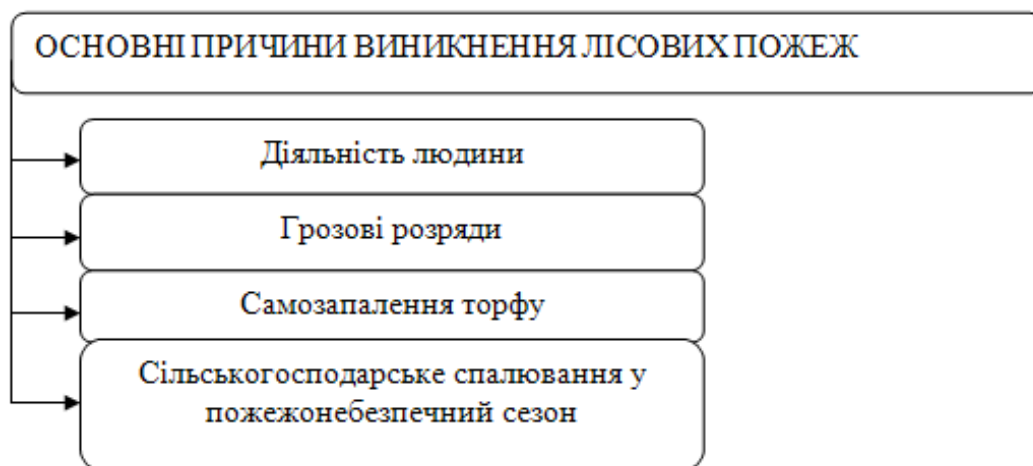 ОСНОВНІ ПРИЧИНИ ВИНИКНЕННЯ ЛІСОВИХ ПОЖЕЖ
Діяльність людини
Грозові розряди
Самозапалення торфу
Сільськогосподарське спалювання у
пожежонебезпечний сезон